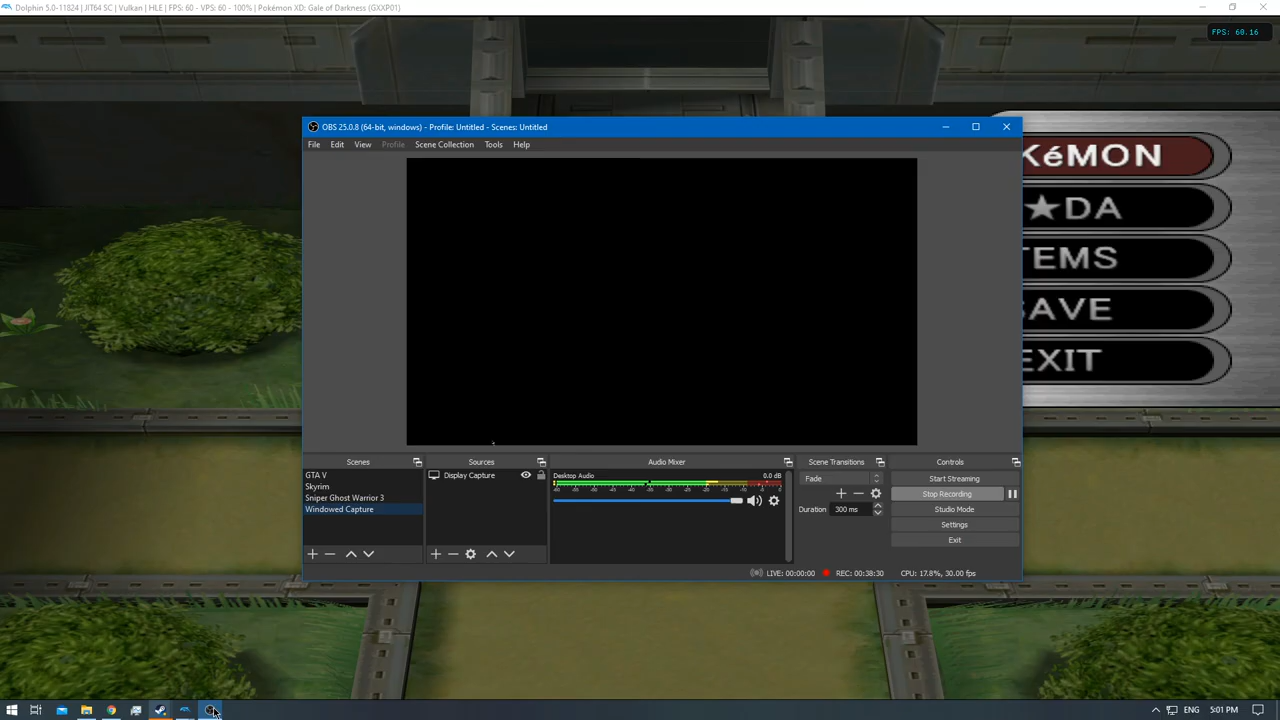 Dolphin 5.0-11824 | JIT64 SC | Vulkan | HLE | FPS: 60 - VPS: 60 - 100% | Pokémon XD: Gale of Darkness (GXXP01)
FPS: 60.16
OBS 25.0.8 (64-bit, windows) - Profile: Untitled - Scenes: Untitled
File Edit View Profile Scene Collection Tools Help
KéMON
★DA
TEMS
SAVE
EXIT
Scenes
GTA V
Skyrim
Sniper Ghost Warrior 3
Windowed Capture
Sources
Display Capture
Audio Mixer
Desktop Audio 0.0 dB
Scene Transitions
Fade
Duration 300 ms
Controls
Start Streaming
Stop Recording
Studio Mode
Settings
Exit
LIVE: 00:00:00 REC: 00:38:30 CPU: 17.8%, 30.00 fps
ENG 5:01 PM